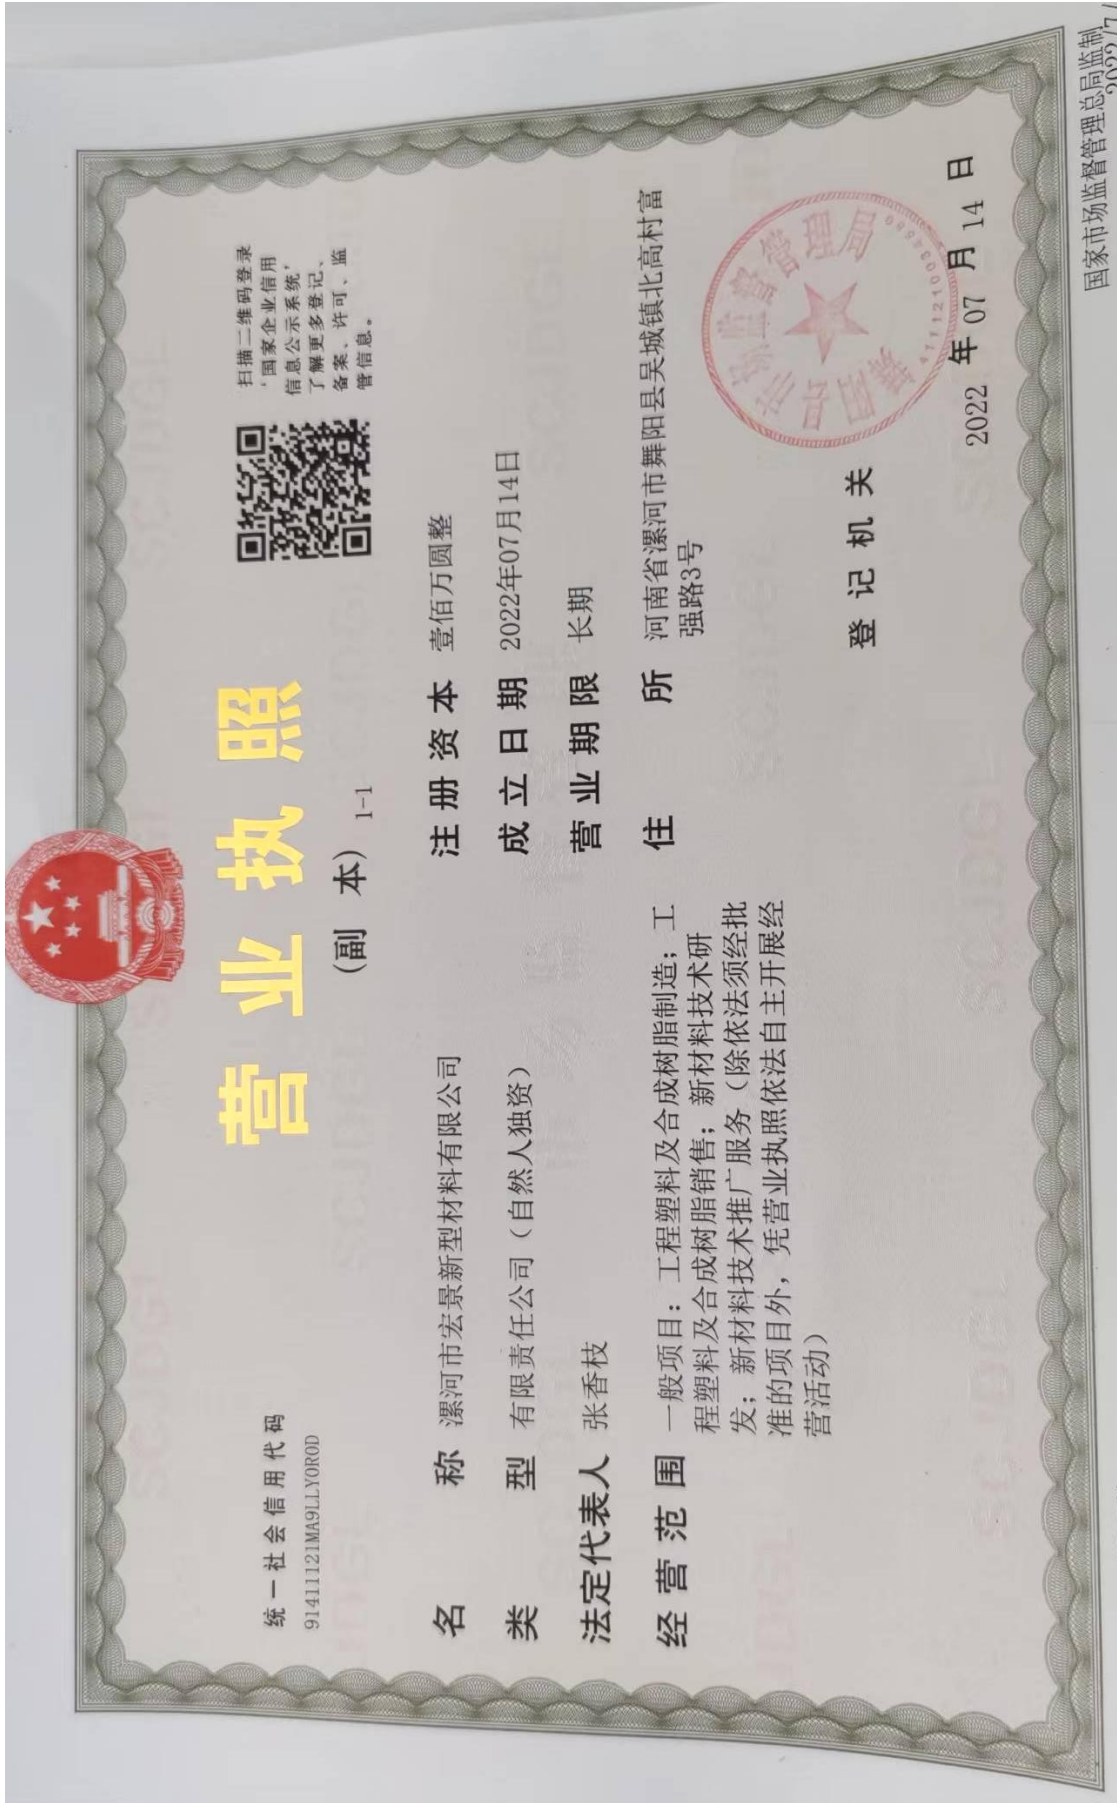 营业执照
(副 本) 1-1
统一社会信用代码
91411121MA9LLY0R0D
扫描二维码登录
‘国家企业信用
信息公示系统’
了解更多登记、
备案、许可、监
管信息。
名称 漯河市宏景新型材料有限公司
类型 有限责任公司(自然人独资)
法定代表人 张香枝
经营范围 一般项目:工程塑料及合成树脂制造;工
程塑料及合成树脂销售;新材料技术研
发;新材料技术推广服务(除依法须经批
准的项目外,凭营业执照依法自主开展经
营活动)
注册资本 壹佰万圆整
成立日期 2022年07月14日
营业期限 长期
住所 河南省漯河市舞阳县吴城镇北高村富
强路3号
登记机关
2022 年 07 月 14 日
国家市场监督管理总局监制